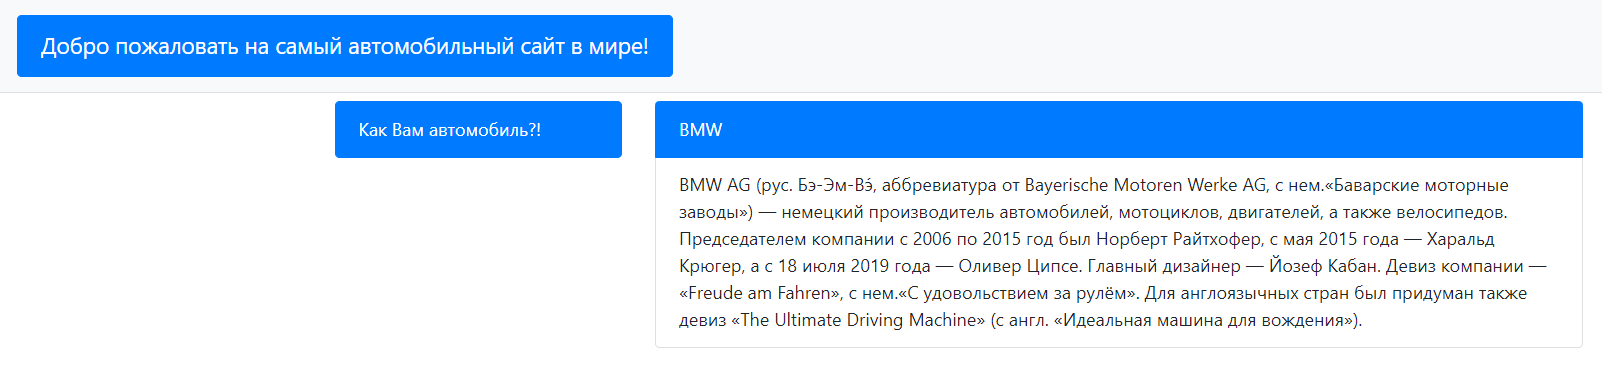 Добро пожаловать на самый автомобильный сайт в мире!
Как Вам автомобиль?!
BMW
BMW AG (рус. Бэ-Эм-Вэ́, аббревиатура от Bayerische Motoren Werke AG, с нем.«Баварские моторные
заводы») — немецкий производитель автомобилей, мотоциклов, двигателей, а также велосипедов.
Председателем компании с 2006 по 2015 год был Норберт Райтхофер, с мая 2015 года — Харальд
Крюгер, а с 18 июля 2019 года — Оливер Ципсе. Главный дизайнер — Йозеф Кабан. Девиз компании —
«Freude am Fahren», с нем.«С удовольствием за рулём». Для англоязычных стран был придуман также
девиз «The Ultimate Driving Machine» (с англ. «Идеальная машина для вождения»).